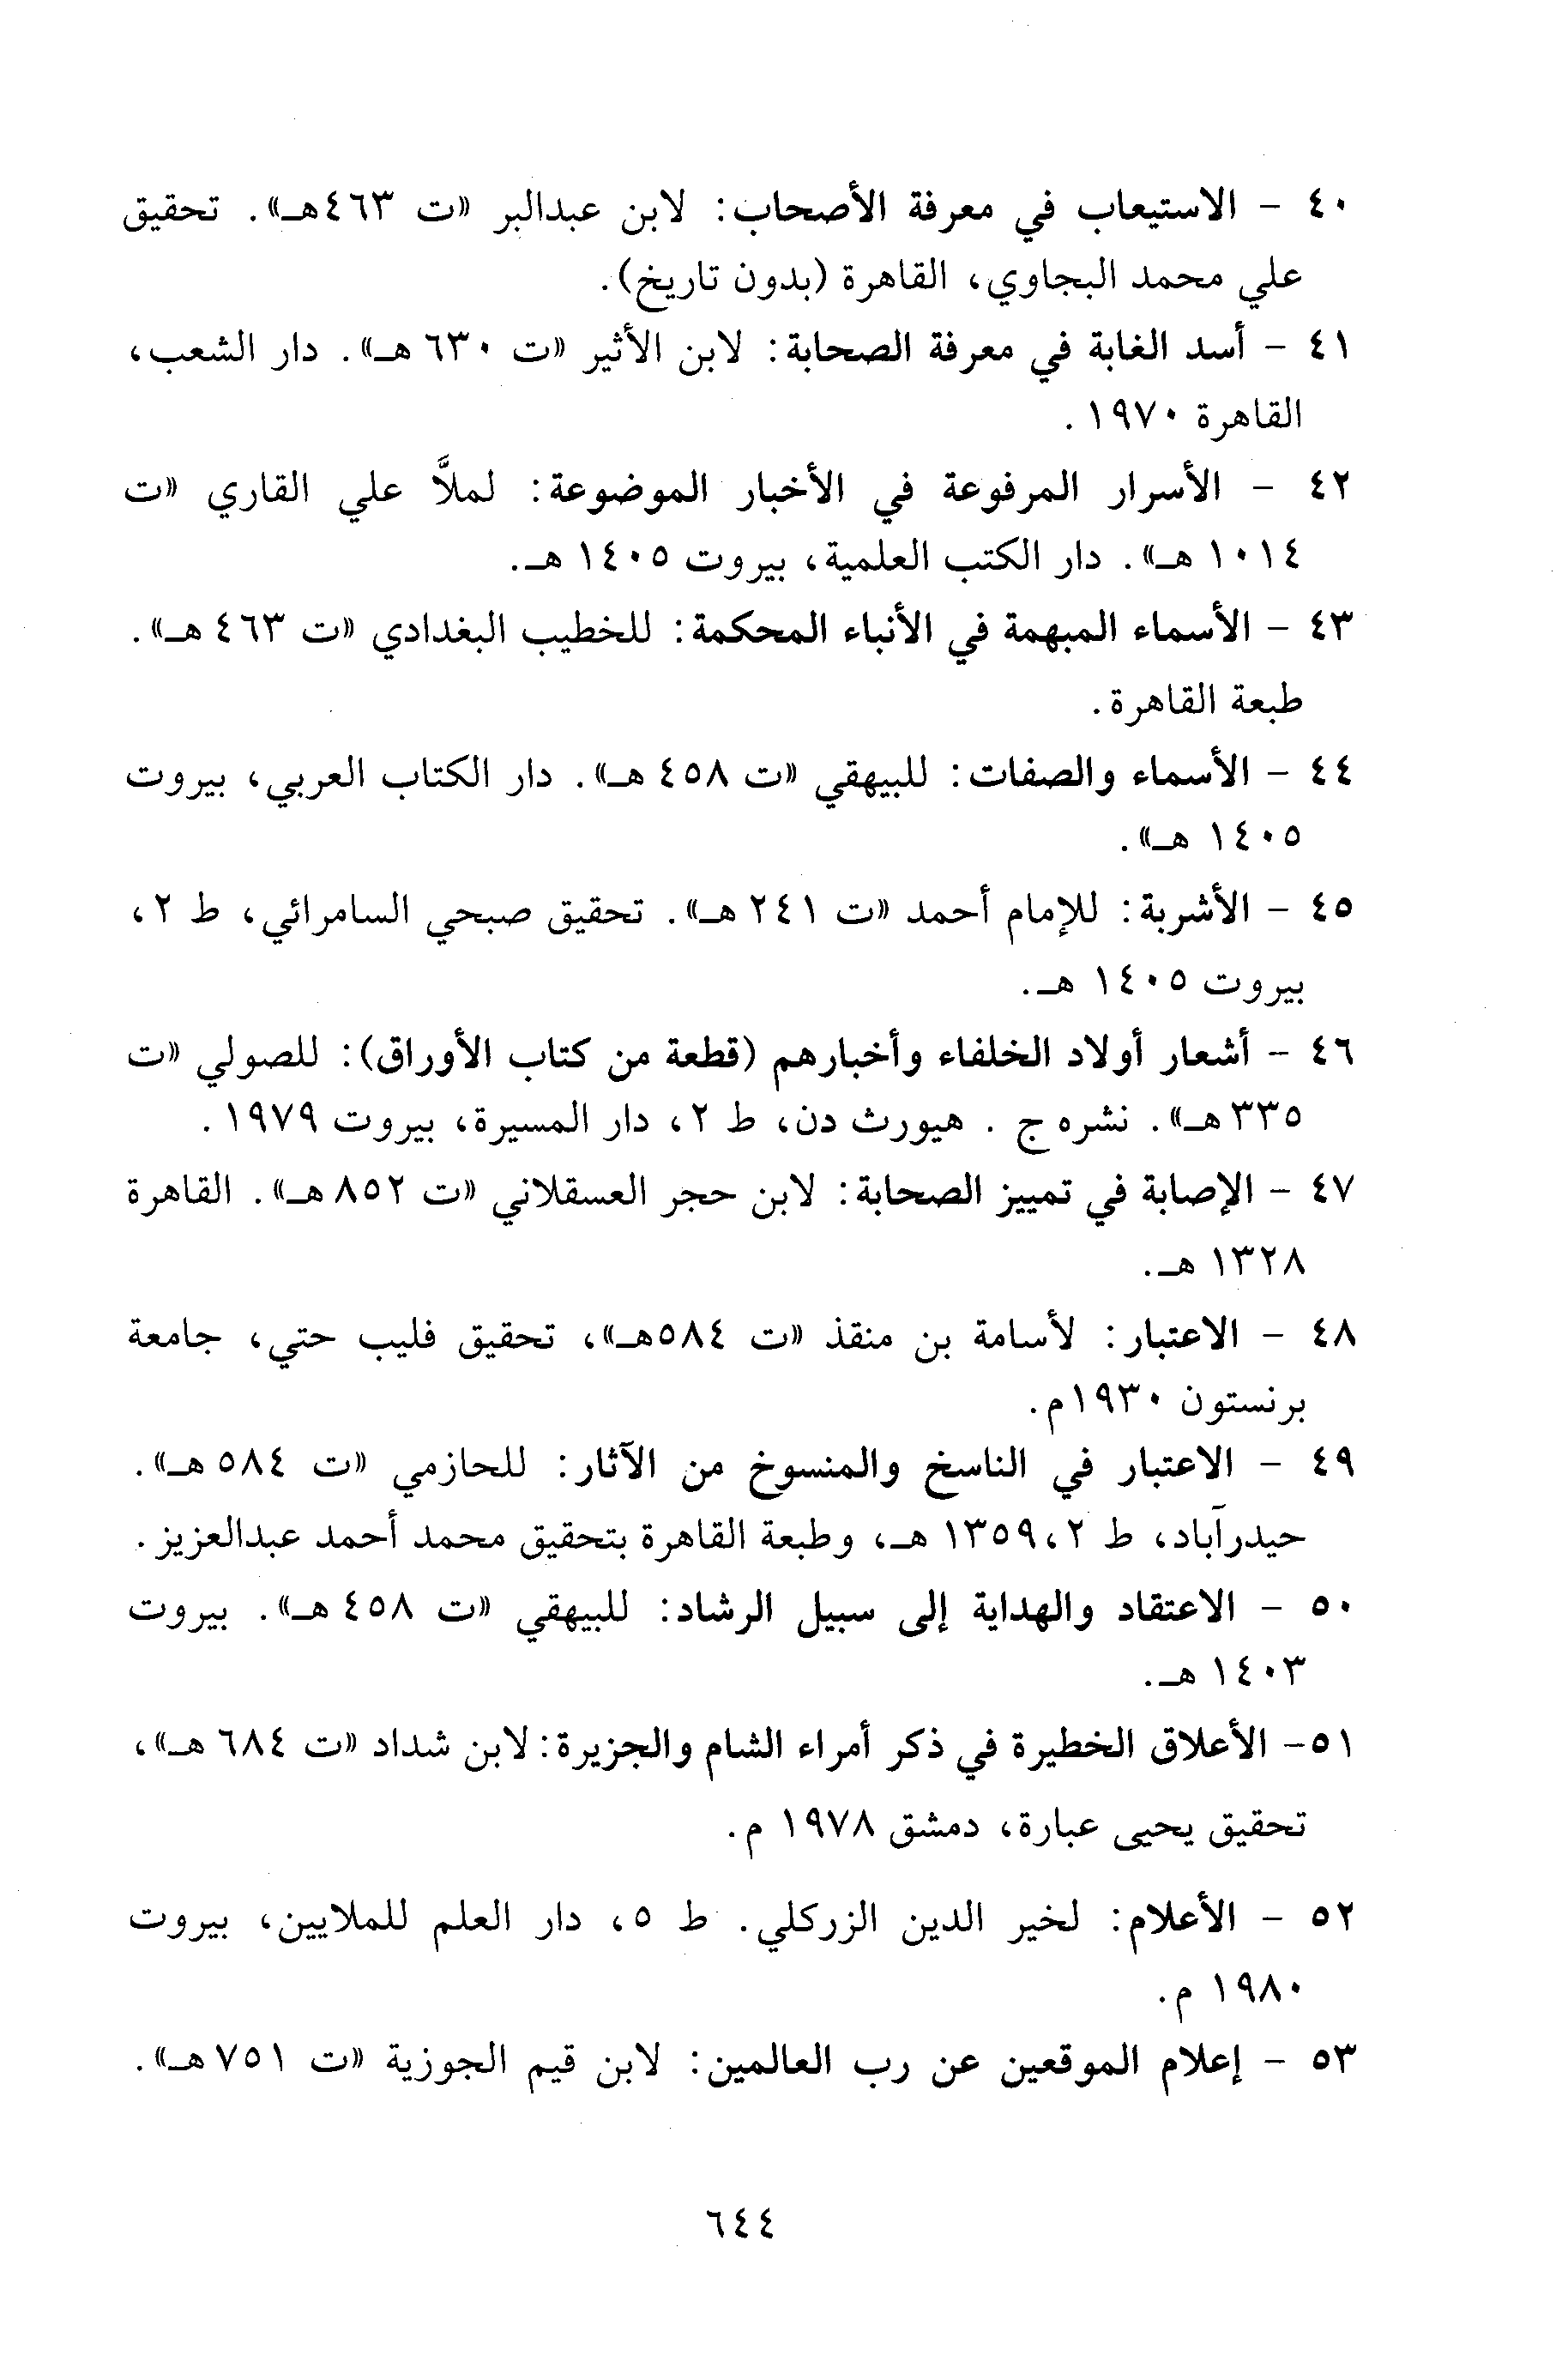 ٤٠ - الاستيعاب في معرفة الأصحاب: لابن عبدالبر «ت ٤٦٣هـ». تحقيق
علي محمد البجاوي، القاهرة (بدون تاريخ).
٤١ - أسد الغابة في معرفة الصحابة: لابن الأثير «ت ٦٣٠ هـ». دار الشعب،
القاهرة ١٩٧٠ .
٤٢ - الأسرار المرفوعة في الأخبار الموضوعة: لملاَّ علي القاري «ت
١٠١٤ هـ». دار الكتب العلمية، بيروت ١٤٠٥ هـ.
٤٣ - الأسماء المبهمة في الأنباء المحكمة: للخطيب البغدادي «ت ٤٦٣ هـ».
طبعة القاهرة.
٤٤ - الأسماء والصفات: للبيهقي «ت ٤٥٨ هـ». دار الكتاب العربي، بيروت
١٤٠٥ هـ».
٤٥ - الأشربة: للإمام أحمد «ت ٢٤١ هـ». تحقيق صبحي السامرائي، ط ٢،
بيروت ١٤٠٥ هـ.
٤٦ - أشعار أولاد الخلفاء وأخبارهم (قطعة من كتاب الأوراق): للصولي «ت
٣٣٥هـ». نشره ج . هيورث دن، ط ٢، دار المسيرة، بيروت ١٩٧٩ .
٤٧ - الإصابة في تمييز الصحابة: لابن حجر العسقلاني «ت ٨٥٢ هـ». القاهرة
١٣٢٨ هـ.
٤٨ - الاعتبار: لأسامة بن منقذ «ت ٥٨٤هـ»، تحقيق فليب حتي، جامعة
برنستون ١٩٣٠م.
٤٩ - الاعتبار في الناسخ والمنسوخ من الآثار: للحازمي «ت ٥٨٤ هـ».
حيدرآباد، ط ٢،١٣٥٩ هـ، وطبعة القاهرة بتحقيق محمد أحمد عبدالعزيز.
٥٠ - الاعتقاد والهداية إلى سبيل الرشاد: للبيهقي «ت ٤٥٨ هـ». بيروت
١٤٠٣ هـ.
٥١- الأعلاق الخطيرة في ذكر أمراء الشام والجزيرة: لابن شداد «ت ٦٨٤ هـ»،
تحقيق يحيى عبارة، دمشق ١٩٧٨ م.
٥٢ - الأعلام: لخير الدين الزركلي. ط ٥، دار العلم للملايين، بيروت
١٩٨٠ م.
٥٣ - إعلام الموقعين عن رب العالمين: لابن قيم الجوزية «ت ٧٥١هـ».
٦٤٤